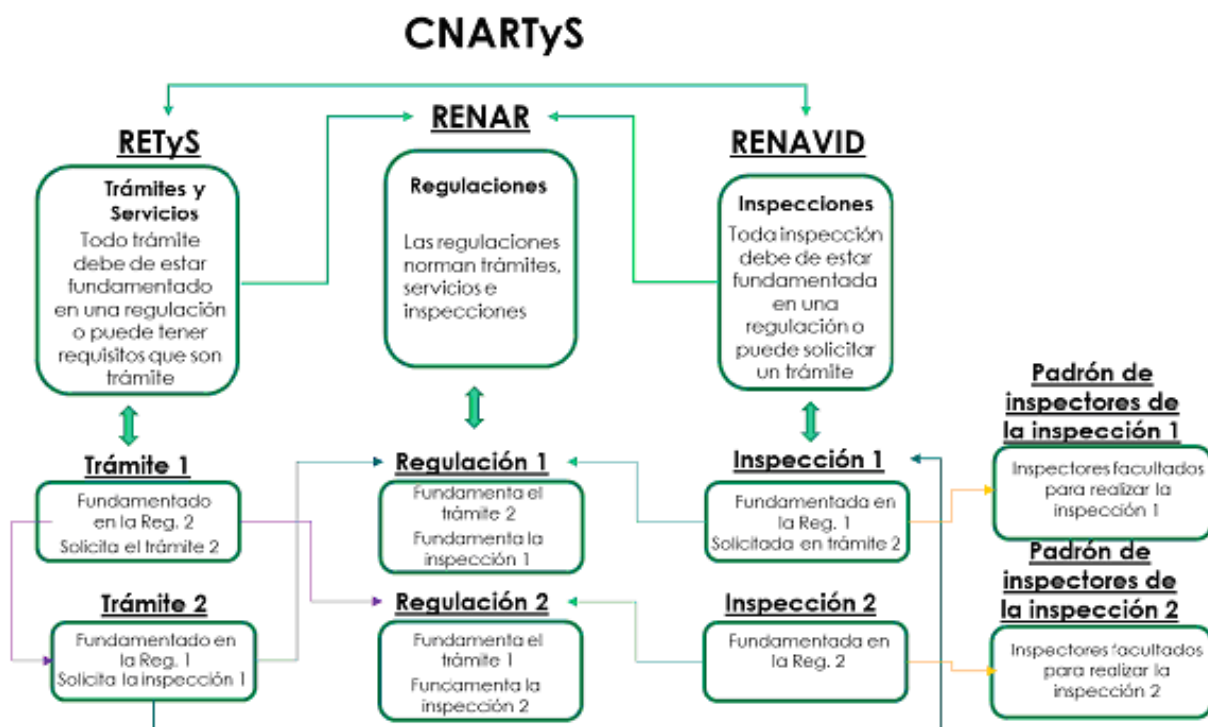 CNARTyS
RETyS
Trámites y
Servicios
Todo trámite
debe de estar
fundamentado
en una regulación
o puede tener
requisitos que son
trámite
RENAR
Regulaciones
Las regulaciones
norman trámites,
servicios e
inspecciones
RENAVID
Inspecciones
Toda inspección
debe de estar
fundamentada
en una
regulación o
puede solicitar
un trámite
Trámite 1
Fundamentado
en la Reg. 2
Solicita el trámite 2
Regulación 1
Fundamenta el
trámite 2
Fundamenta la
inspección 1
Inspección 1
Fundamentada en
la Reg. 1
Solicitada en trámite 2
Padrón de
inspectores de
la inspección 1
Inspectores facultados
para realizar la
inspección 1
Trámite 2
Fundamentado en
la Reg. 1
Solicita la inspección 1
Regulación 2
Fundamenta el
trámite 1
Fundamenta la
inspección 2
Inspección 2
Fundamentada en
la Reg. 2
Padrón de
inspectores de
la inspección 2
Inspectores facultados
para realizar la
inspección 2